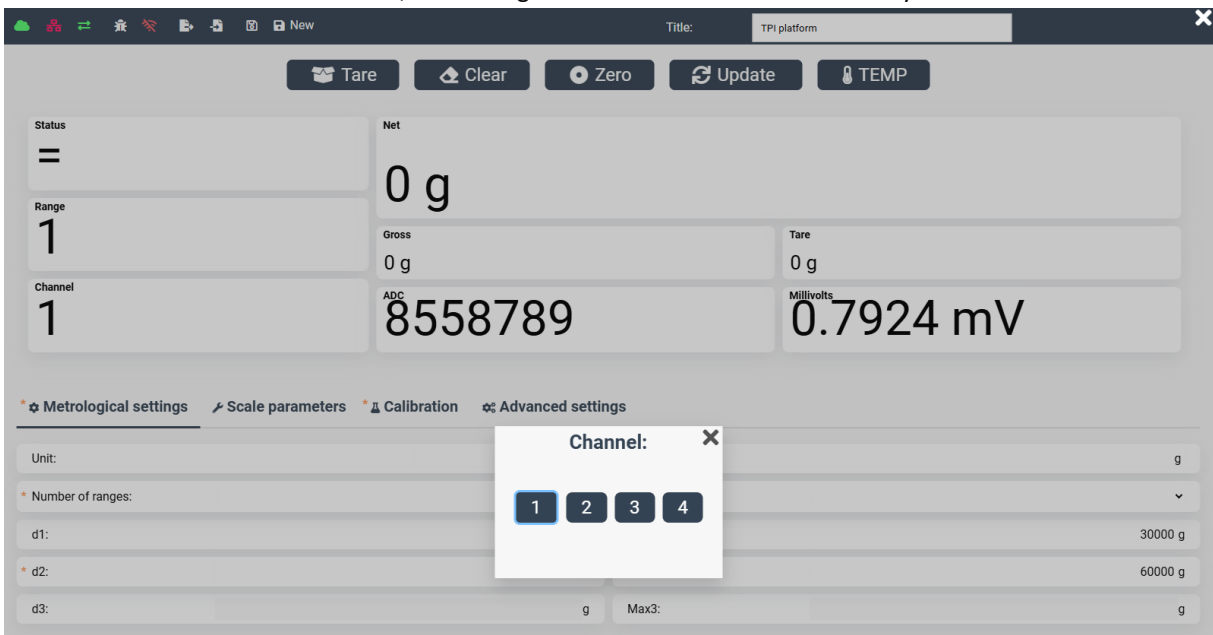 New Title: TPI platform
Tare Clear Zero Update TEMP
Status
=
Net
0 g
Range
1
Gross
0 g
Tare
0 g
Channel
1
ADC
8558789
Millivolts
0.7924 mV
* Metrological settings Scale parameters * Calibration Advanced settings
Channel:
1 2 3 4
Unit: g
* Number of ranges:
d1: 30000 g
* d2: 60000 g
d3: g Max3: g